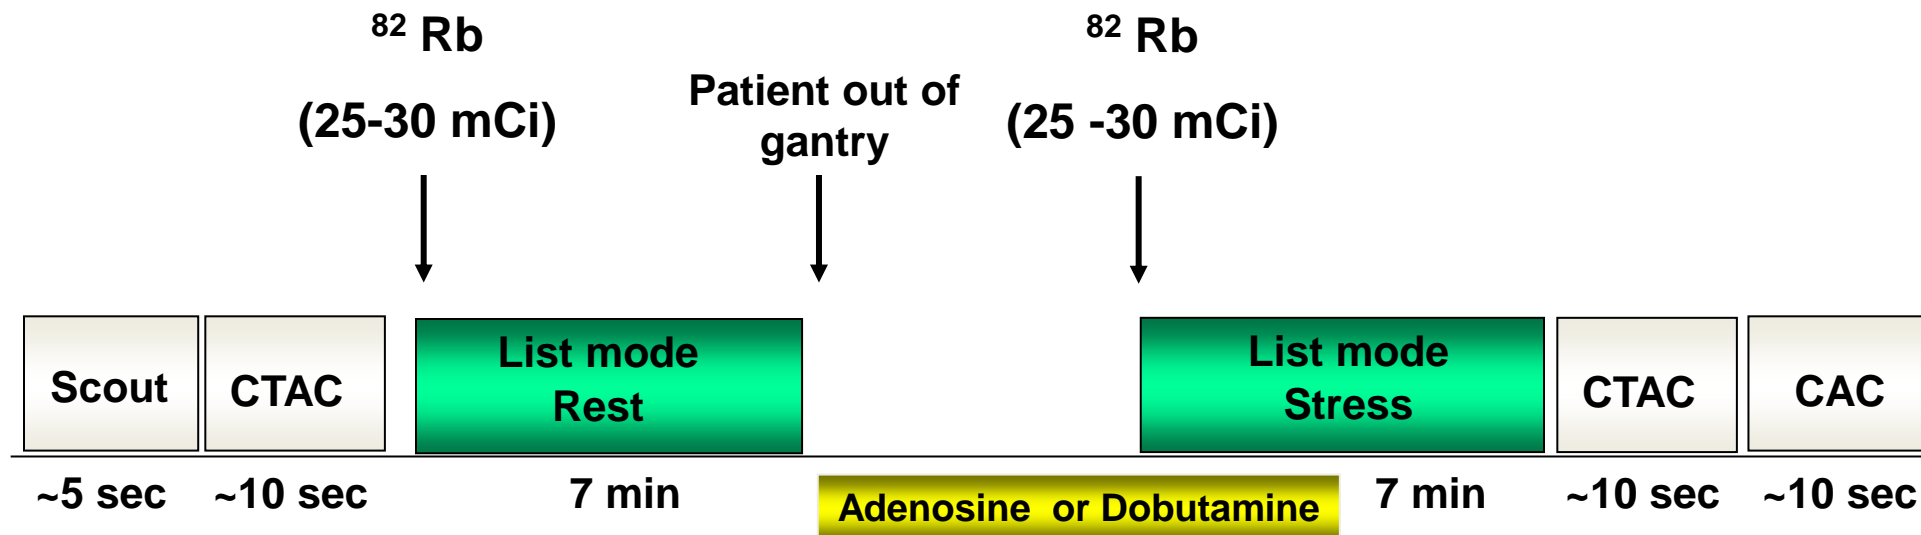 ⁸² Rb
(25-30 mCi)
Patient out of
gantry
⁸² Rb
(25 -30 mCi)
Scout
CTAC
List mode
Rest
List mode
Stress
CTAC
CAC
~5 sec
~10 sec
7 min
Adenosine or Dobutamine
7 min
~10 sec
~10 sec